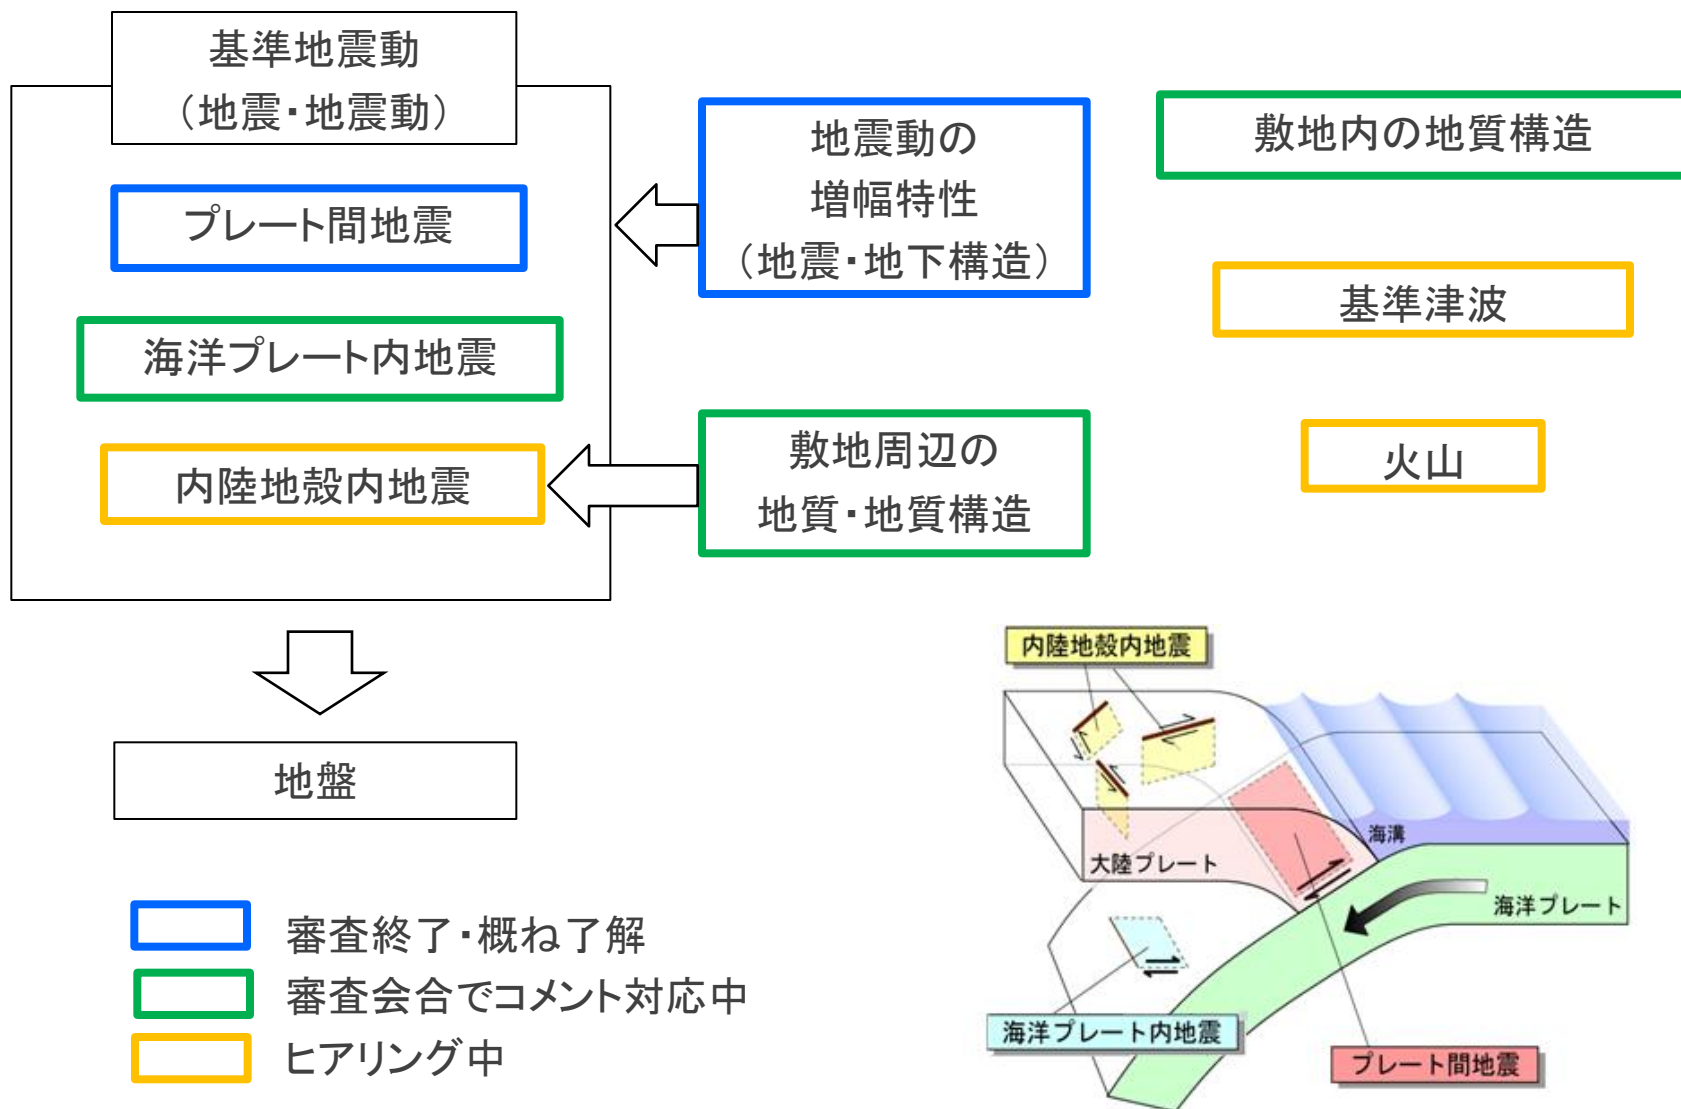 基準地震動
（地震・地震動）
プレート間地震
海洋プレート内地震
内陸地殻内地震
地震動の
増幅特性
（地震・地下構造）
敷地周辺の
地質・地質構造
敷地内の地質構造
基準津波
火山
地盤
審査終了・概ね了解
審査会合でコメント対応中
ヒアリング中
内陸地殻内地震
海溝
大陸プレート
海洋プレート
海洋プレート内地震
プレート間地震